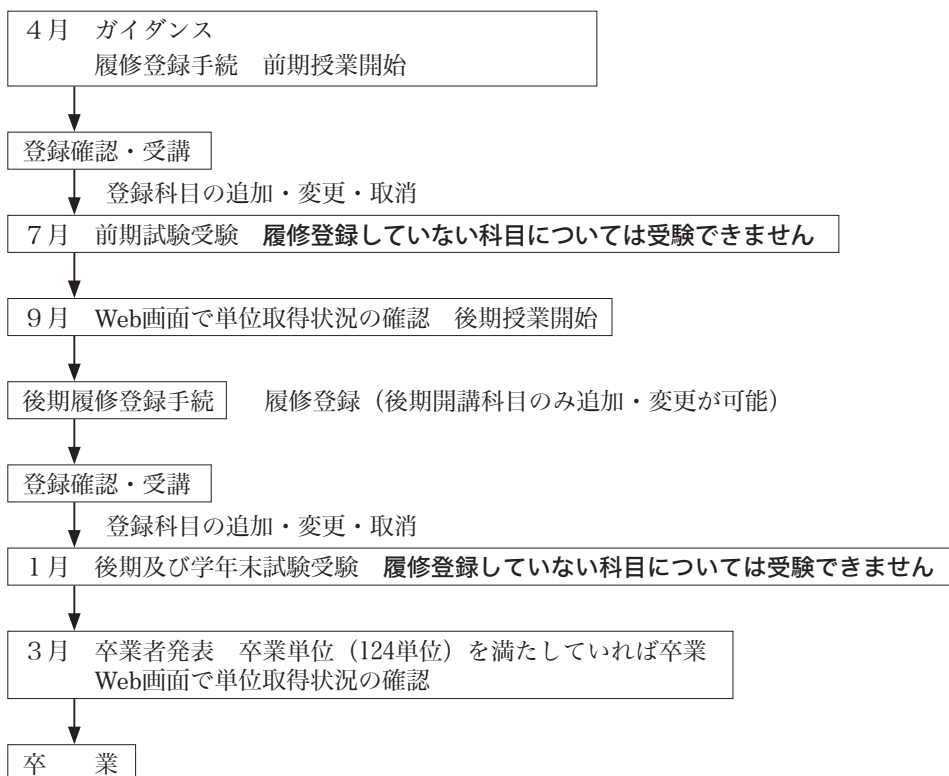 ４月　ガイダンス
履修登録手続　前期授業開始
登録確認・受講
登録科目の追加・変更・取消
７月　前期試験受験　履修登録していない科目については受験できません
９月　Web画面で単位取得状況の確認　後期授業開始
後期履修登録手続　履修登録（後期開講科目のみ追加・変更が可能）
登録確認・受講
登録科目の追加・変更・取消
１月　後期及び学年末試験受験　履修登録していない科目については受験できません
３月　卒業者発表　卒業単位（124単位）を満たしていれば卒業
Web画面で単位取得状況の確認
卒　　業